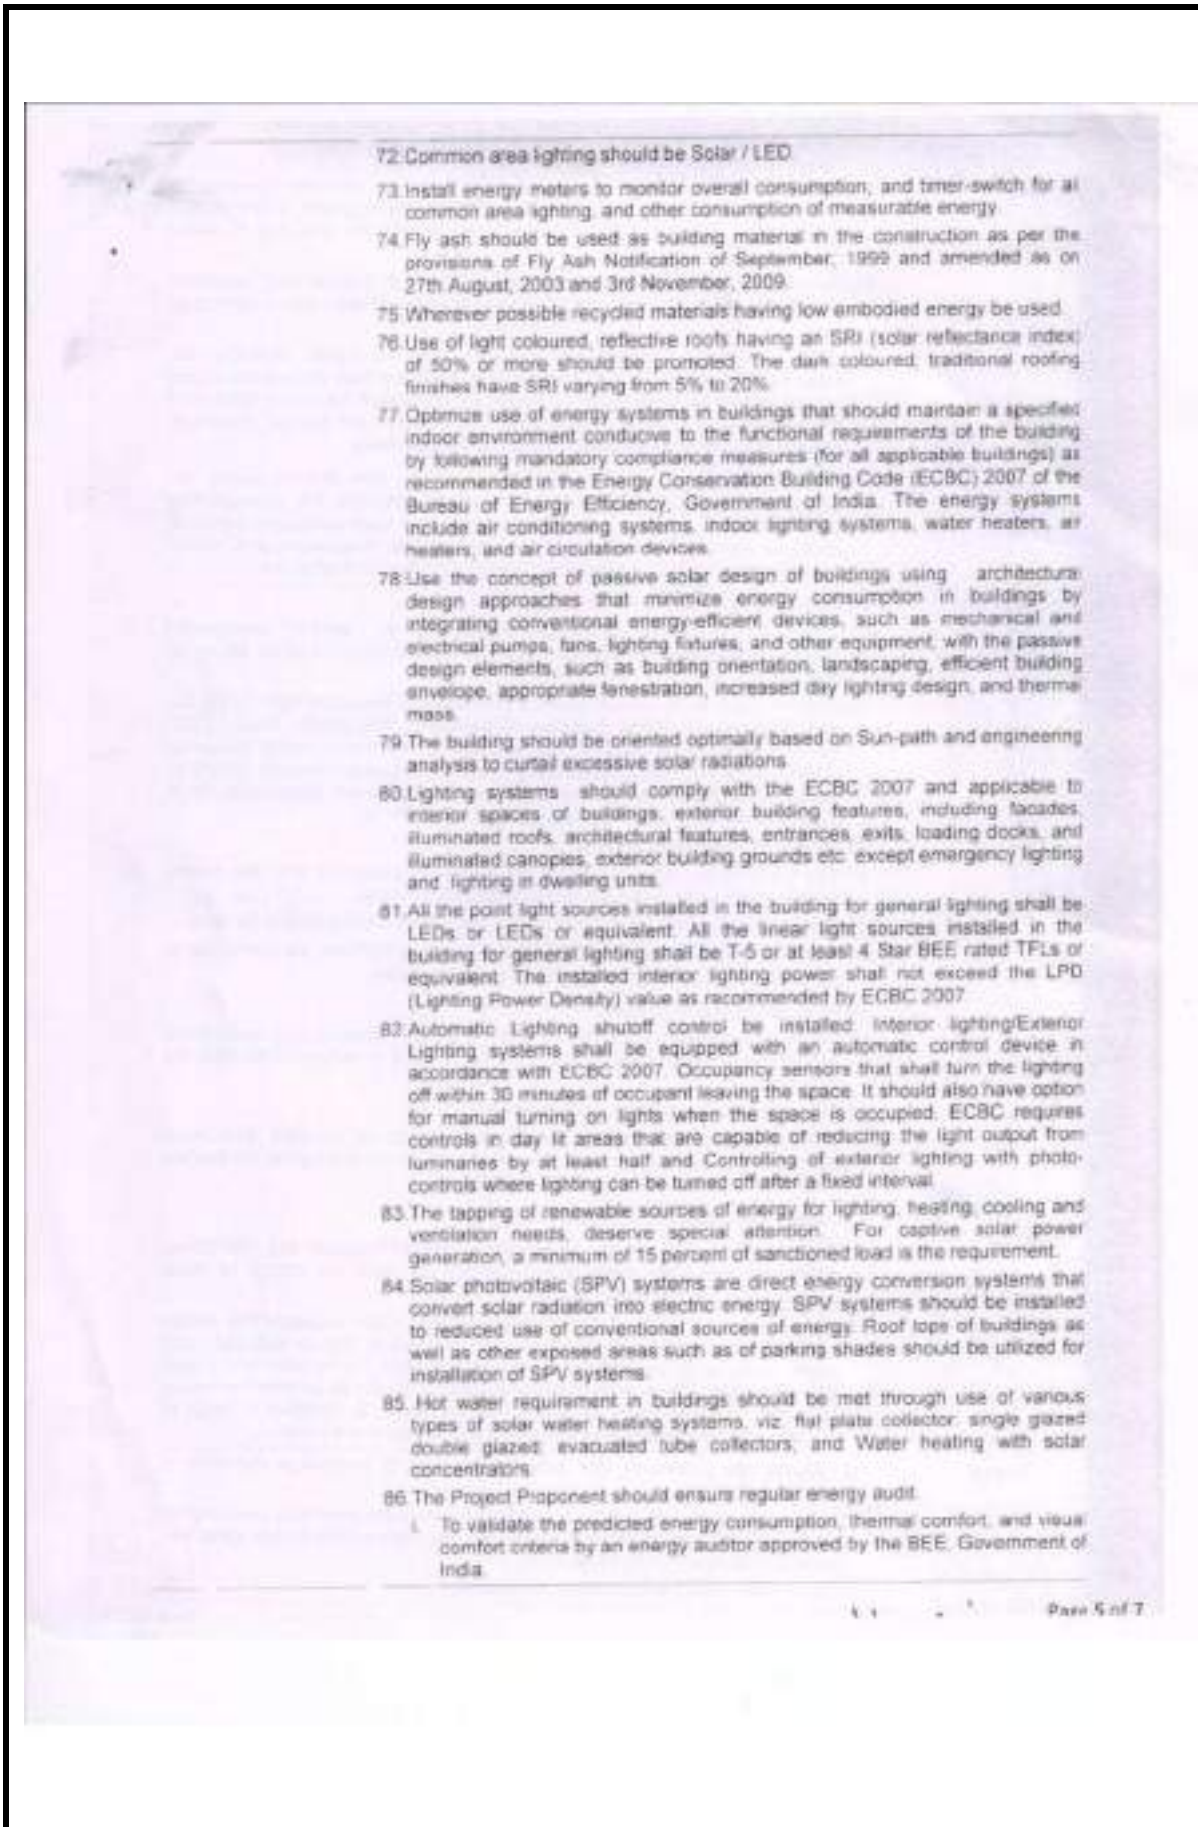 72.Common area lighting should be Solar / LED.
73.Install energy meters to monitor overall consumption, and timer-switch for al
common area lighting, and other consumption of measurable energy.
74.Fly ash should be used as building material in the construction as per the
provisions of Fly Ash Notification of September, 1999 and amended as on
27th August, 2003 and 3rd November, 2009.
75.Wherever possible recycled materials having low embodied energy be used.
76.Use of light coloured, reflective roofs having an SRI (solar reflectance index)
of 50% or more should be promoted. The dark coloured, traditional roofing
finishes have SRI varying from 5% to 20%.
77.Optimize use of energy systems in buildings that should maintain a specified
indoor environment conducive to the functional requirements of the building
by following mandatory compliance measures (for all applicable buildings) as
recommended in the Energy Conservation Building Code (ECBC) 2007 of the
Bureau of Energy Efficiency, Government of India. The energy systems
include air conditioning systems, indoor lighting systems, water heaters, air
heaters, and air circulation devices.
78.Use the concept of passive solar design of buildings using architectural
design approaches that minimize energy consumption in buildings by
integrating conventional energy-efficient devices, such as mechanical and
electrical pumps, fans, lighting fixtures, and other equipment, with the passive
design elements, such as building orientation, landscaping, efficient building
envelope, appropriate fenestration, increased day lighting design, and thermal
mass.
79.The building should be oriented optimally based on Sun-path and engineering
analysis to curtail excessive solar radiations.
80.Lighting systems should comply with the ECBC 2007 and applicable to
interior spaces of buildings, exterior building features, including facades,
illuminated roofs, architectural features, entrances, exits, loading docks, and
illuminated canopies, exterior building grounds etc. except emergency lighting
and lighting in dwelling units.
81.All the point light sources installed in the building for general lighting shall be
LEDs or LEDs or equivalent. All the linear light sources installed in the
building for general lighting shall be T-5 or at least 4 Star BEE rated TFLs or
equivalent. The installed interior lighting power shall not exceed the LPD
(Lighting Power Density) value as recommended by ECBC 2007.
82.Automatic Lighting shutoff control be installed. Interior lighting/Exterior
Lighting systems shall be equipped with an automatic control device in
accordance with ECBC 2007. Occupancy sensors that shall turn the lighting
off within 30 minutes of occupant leaving the space. It should also have option
for manual turning on lights when the space is occupied. ECBC requires
controls in day lit areas that are capable of reducing the light output from
luminaries by at least half and Controlling of exterior lighting with photo-
controls where lighting can be turned off after a fixed interval.
83.The tapping of renewable sources of energy for lighting, heating, cooling and
ventilation needs, deserve special attention. For captive solar power
generation, a minimum of 15 percent of sanctioned load is the requirement.
84.Solar photovoltaic (SPV) systems are direct energy conversion systems that
convert solar radiation into electric energy. SPV systems should be installed
to reduced use of conventional sources of energy. Roof tops of buildings as
well as other exposed areas such as of parking shades should be utilized for
installation of SPV systems.
85. Hot water requirement in buildings should be met through use of various
types of solar water heating systems, viz. flat plate collector: single glazed
double glazed, evacuated tube collectors, and Water heating with solar
concentrators.
86.The Project Proponent should ensure regular energy audit.
i. To validate the predicted energy consumption, thermal comfort, and visual
comfort criteria by an energy auditor approved by the BEE, Government of
India.
Page 5 of 7